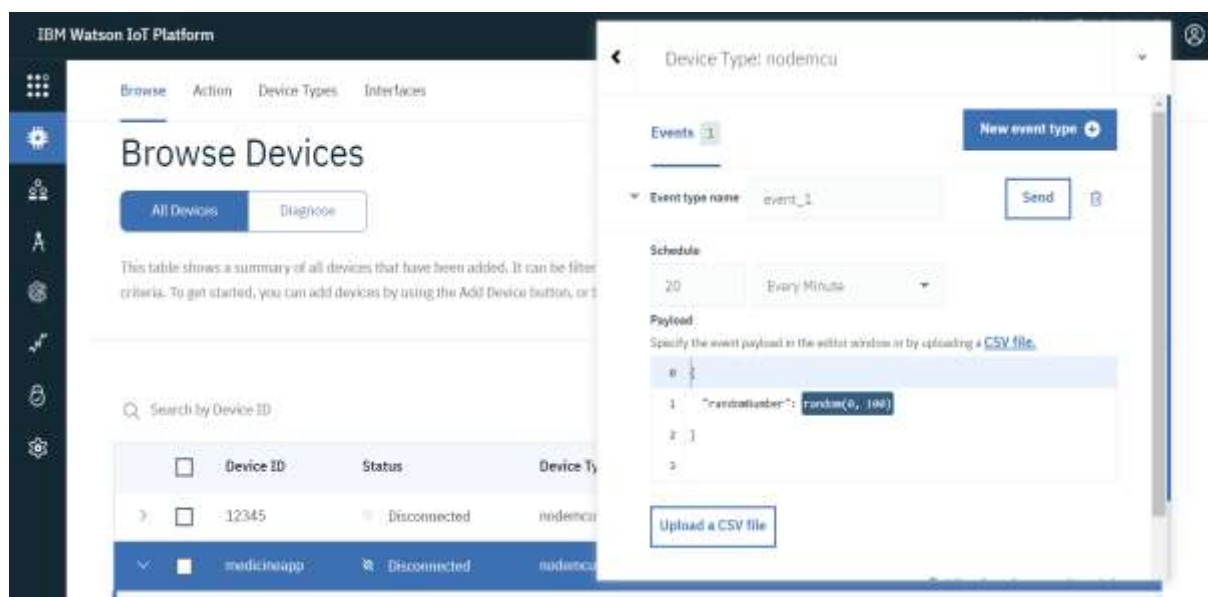 IBM Watson IoT Platform
Browse Action Device Types Interfaces
Browse Devices
All Devices Diagnose
This table shows a summary of all devices that have been added. It can be filter
criteria. To get started, you can add devices by using the Add Device button, or
Search by Device ID
Device ID Status Device Ty
12345 Disconnected nodemcu
medicineapp Disconnected nodemcu
Device Type: nodemcu
Events 1
New event type
Event type name event_1 Send
Schedule
20 Every Minute
Payload
Specify the event payload in the editor window or by uploading a CSV file.
0 {
1 "randomNumber": random(0, 100)
2 }
3
Upload a CSV file